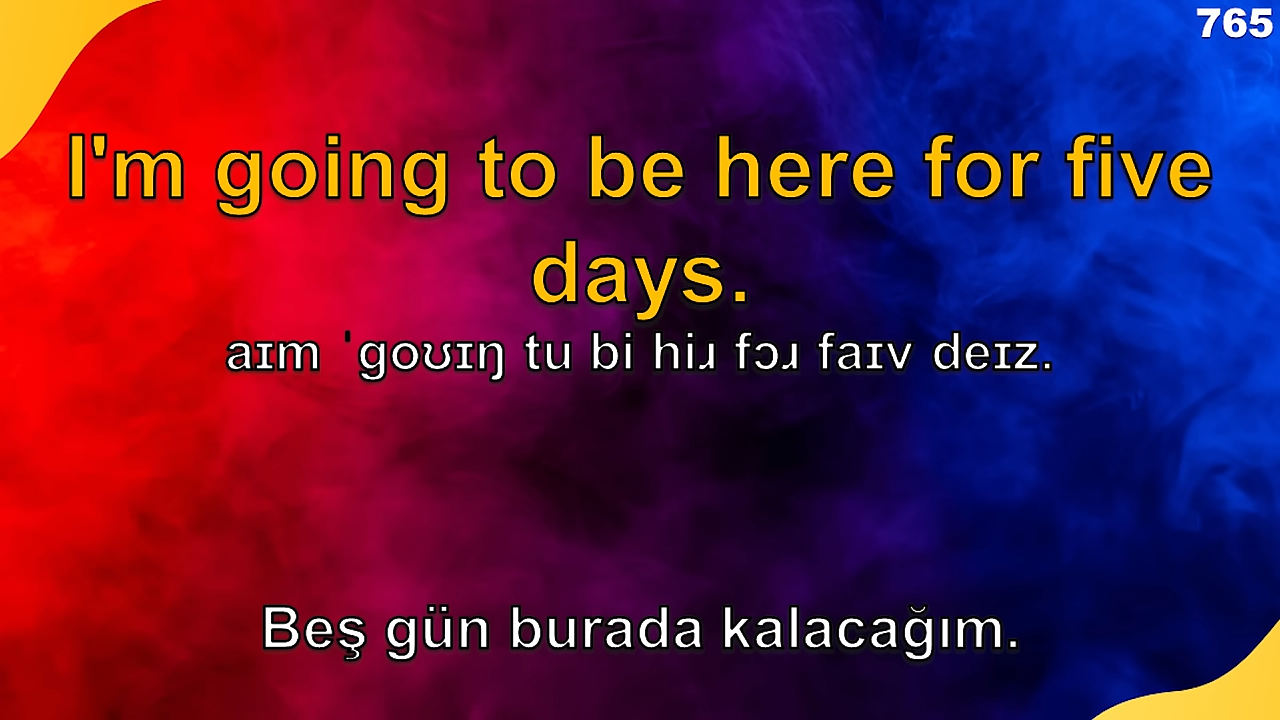 765
I'm going to be here for five
days.
aɪm ˈɡoʊɪŋ tu bi hiɹ fɔɹ faɪv deɪz.
Beş gün burada kalacağım.